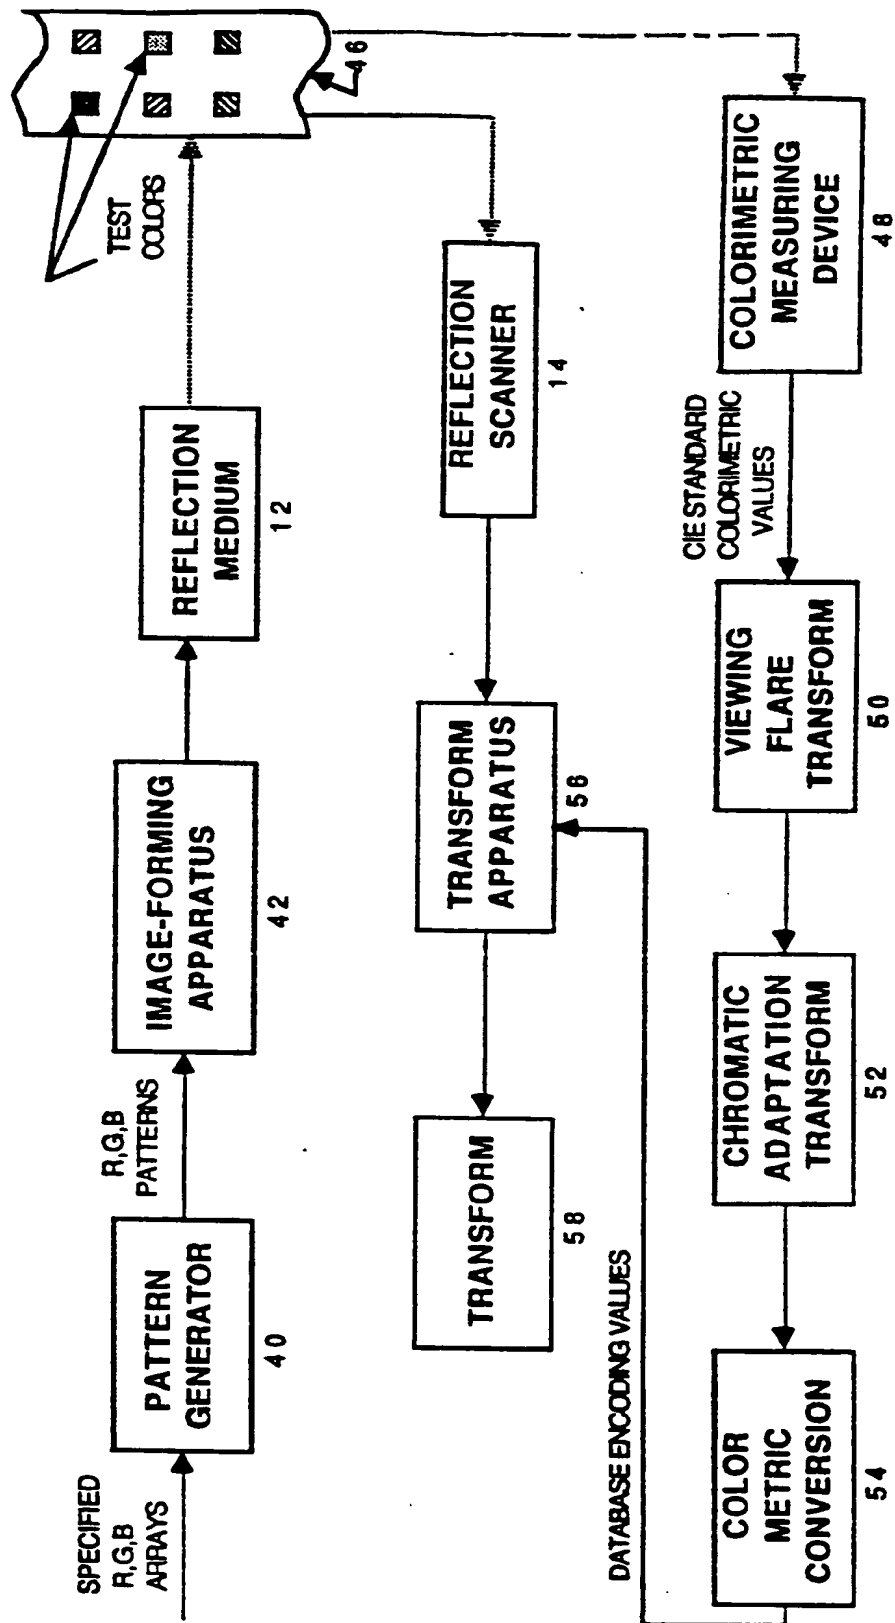 SPECIFIED
R,G,B
ARRAYS
PATTERN
GENERATOR
40
R,G,B
PATTERNS
IMAGE-FORMING
APPARATUS
42
REFLECTION
MEDIUM
12
TEST
COLORS
46
TRANSFORM
58
TRANSFORM
APPARATUS
56
REFLECTION
SCANNER
14
DATABASE ENCODING VALUES
COLOR
METRIC
CONVERSION
54
CHROMATIC
ADAPTATION
TRANSFORM
52
VIEWING
FLARE
TRANSFORM
50
CIE STANDARD
COLORIMETRIC
VALUES
COLORIMETRIC
MEASURING
DEVICE
48